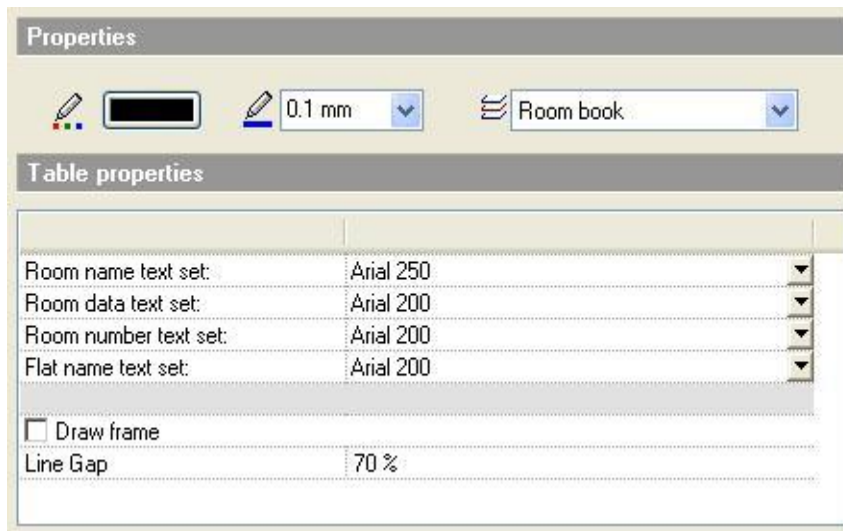 Properties
0.1 mm Room book
Table properties
Room name text set: Arial 250
Room data text set: Arial 200
Room number text set: Arial 200
Flat name text set: Arial 200
Draw frame
Line Gap 70 %